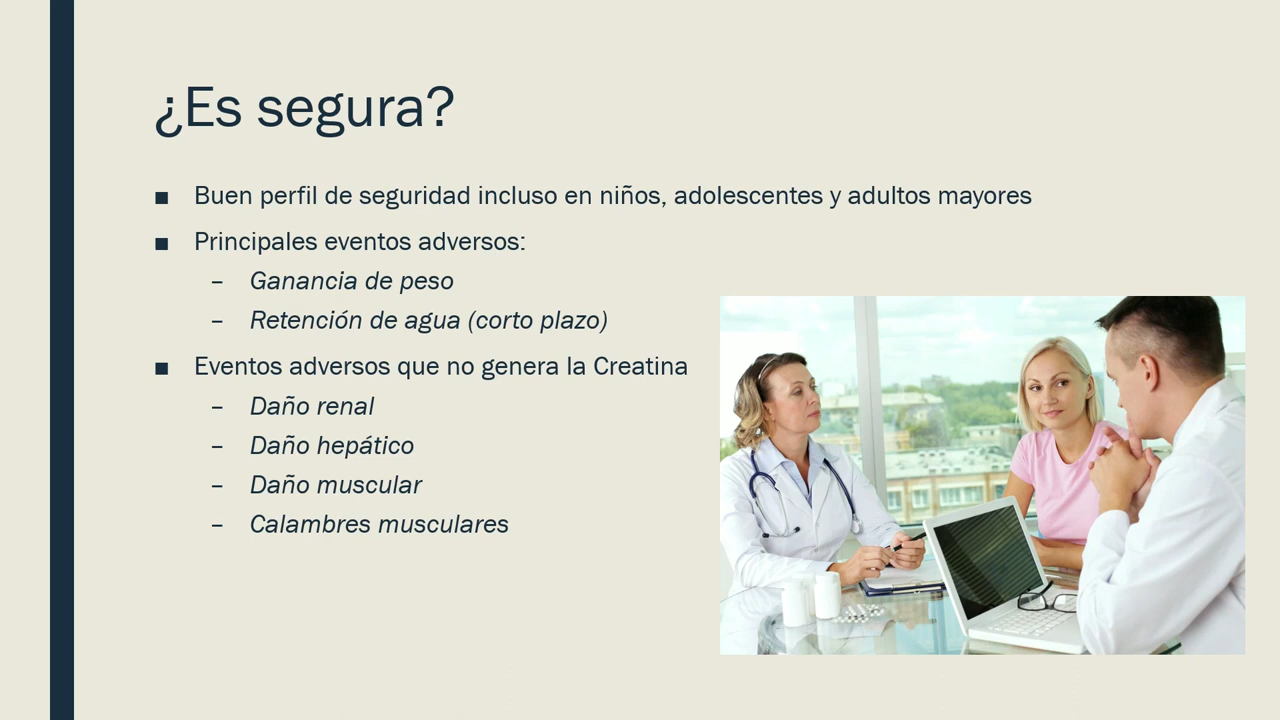 ¿Es segura?
■ Buen perfil de seguridad incluso en niños, adolescentes y adultos mayores
■ Principales eventos adversos:
– Ganancia de peso
– Retención de agua (corto plazo)
■ Eventos adversos que no genera la Creatina
– Daño renal
– Daño hepático
– Daño muscular
– Calambres musculares